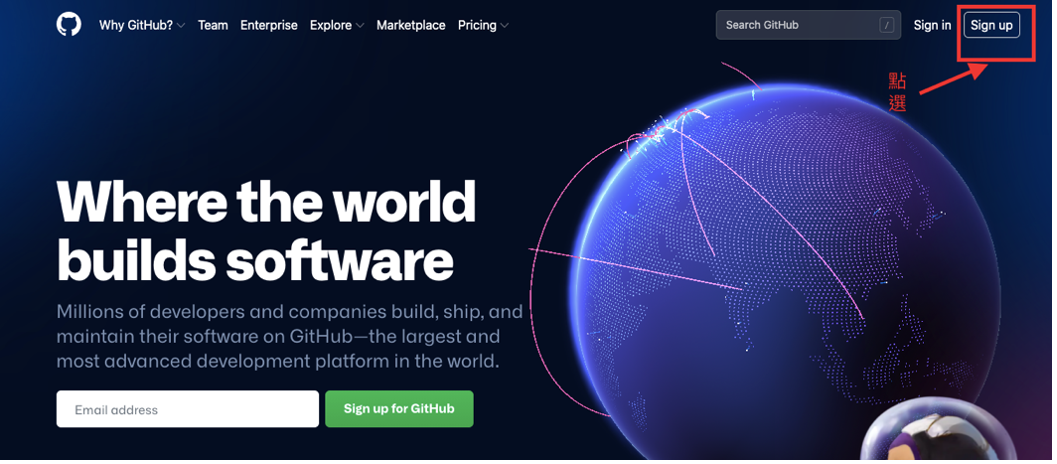 Why GitHub? Team Enterprise Explore Marketplace Pricing Search GitHub / Sign in Sign up
點
選
Where the world
builds software
Millions of developers and companies build, ship, and
maintain their software on GitHub—the largest and
most advanced development platform in the world.
Email address Sign up for GitHub